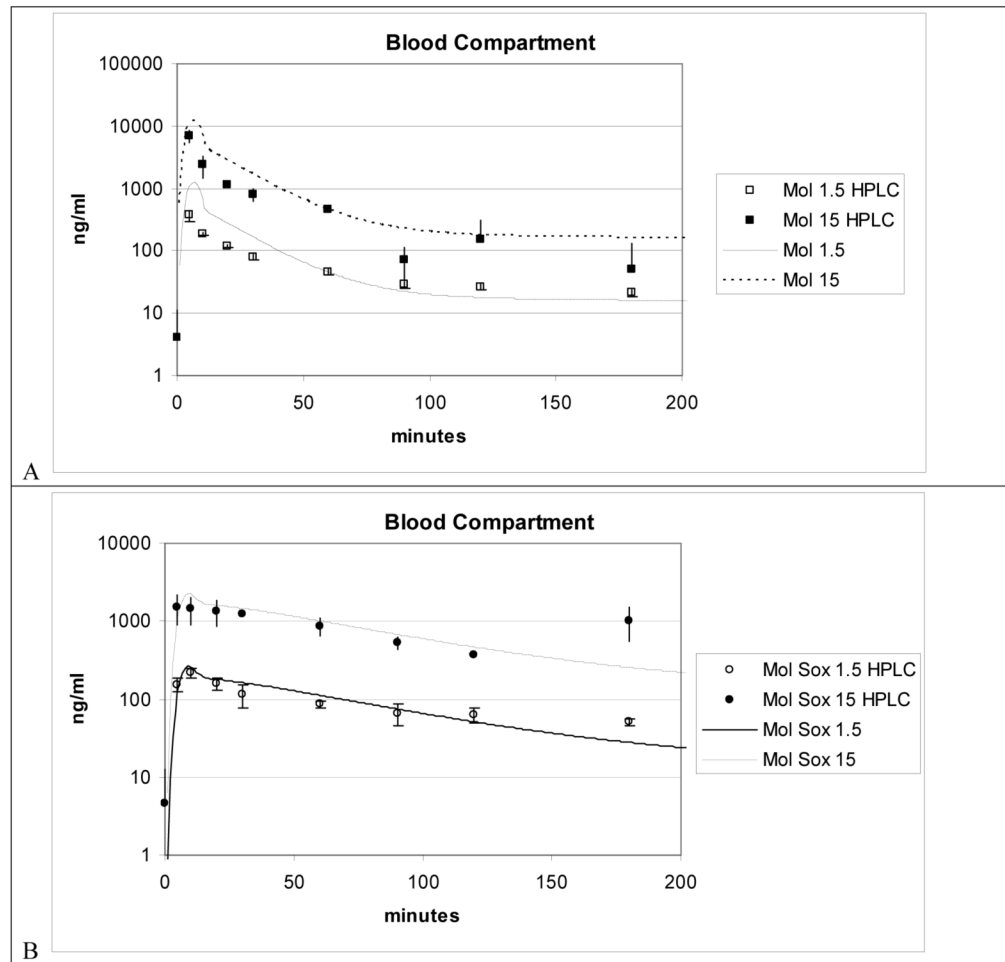 Blood Compartment
100000
10000
1000
100
10
1
ng/ml
0 50 100 150 200
minutes
Mol 1.5 HPLC
Mol 15 HPLC
Mol 1.5
Mol 15
A
Blood Compartment
10000
1000
100
10
1
ng/ml
0 50 100 150 200
minutes
Mol Sox 1.5 HPLC
Mol Sox 15 HPLC
Mol Sox 1.5
Mol Sox 15
B